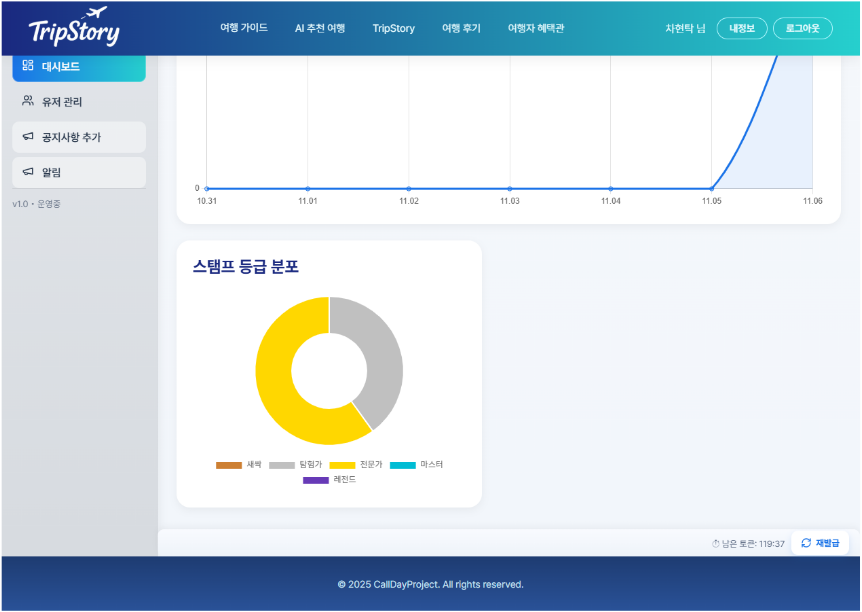 TripStory
여행 가이드 AI 추천 여행 TripStory 여행 후기 여행자 혜택관 차현탁 님 내정보 로그아웃
대시보드
유저 관리
공지사항 추가
알림
v1.0 • 운영중
0
10.31 11.01 11.02 11.03 11.04 11.05 11.06
스탬프 등급 분포
새싹 탐험가 전문가 마스터
레전드
남은 토큰: 119:37 재발급
© 2025 CallDayProject. All rights reserved.